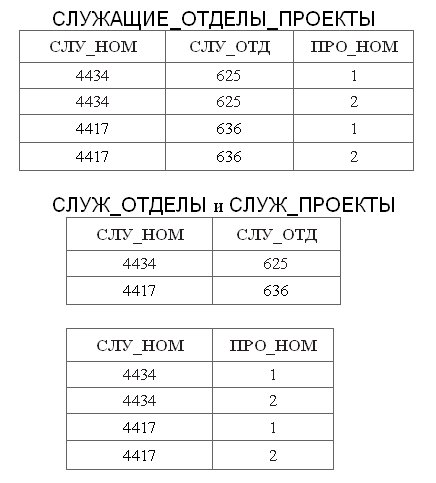 СЛУЖАЩИЕ_ОТДЕЛЫ_ПРОЕКТЫ
СЛУ_НОМ СЛУ_ОТД ПРО_НОМ
4434 625 1
4434 625 2
4417 636 1
4417 636 2
СЛУЖ_ОТДЕЛЫ и СЛУЖ_ПРОЕКТЫ
СЛУ_НОМ СЛУ_ОТД
4434 625
4417 636
СЛУ_НОМ ПРО_НОМ
4434 1
4434 2
4417 1
4417 2